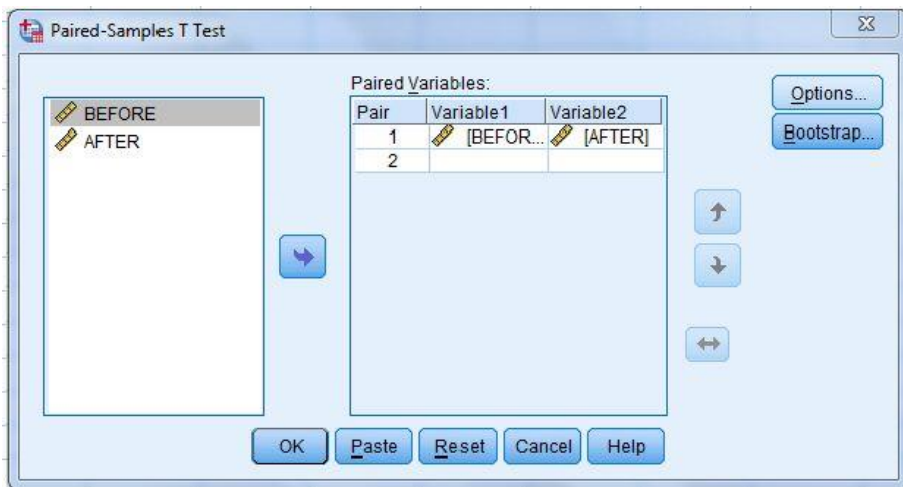 Paired-Samples T Test
BEFORE
AFTER
Paired Variables:
Pair Variable1 Variable2
1 [BEFOR... [AFTER]
2
Options...
Bootstrap...
OK Paste Reset Cancel Help